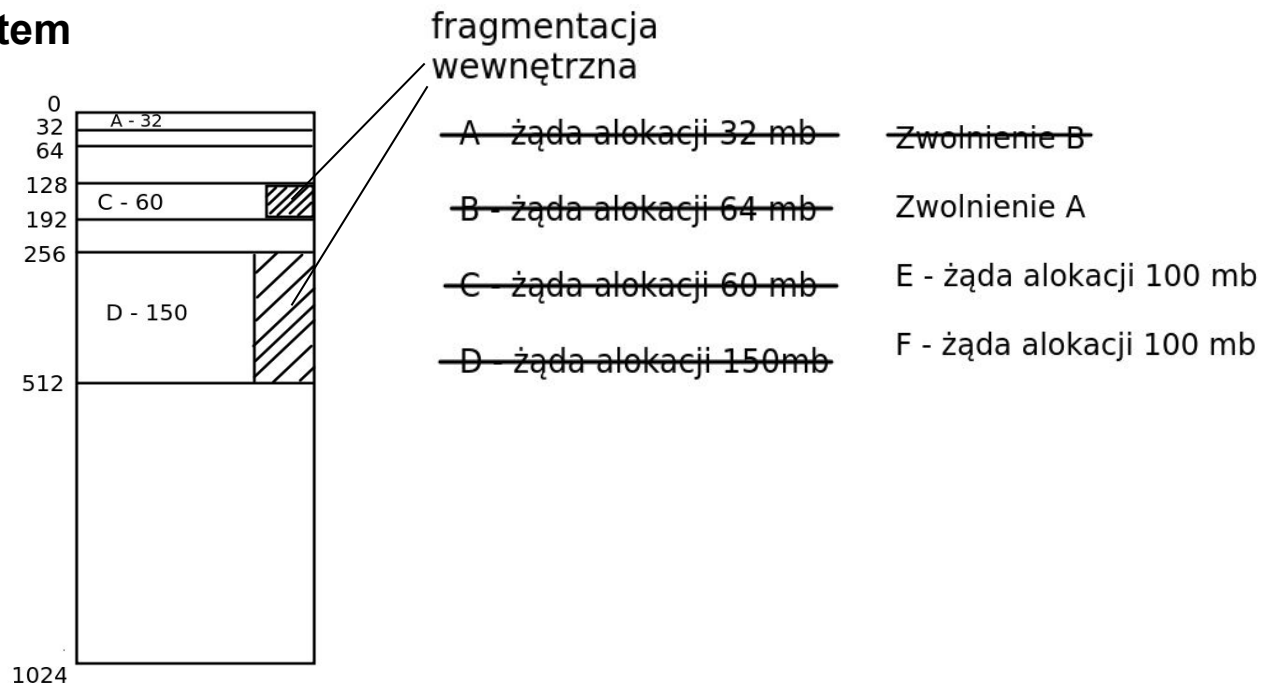 tem
fragmentacja
wewnętrzna
0
32
64
128
192
256
512
1024
A - 32
C - 60
D - 150
A - żąda alokacji 32 mb
B - żąda alokacji 64 mb
C - żąda alokacji 60 mb
D - żąda alokacji 150mb
Zwolnienie B
Zwolnienie A
E - żąda alokacji 100 mb
F - żąda alokacji 100 mb